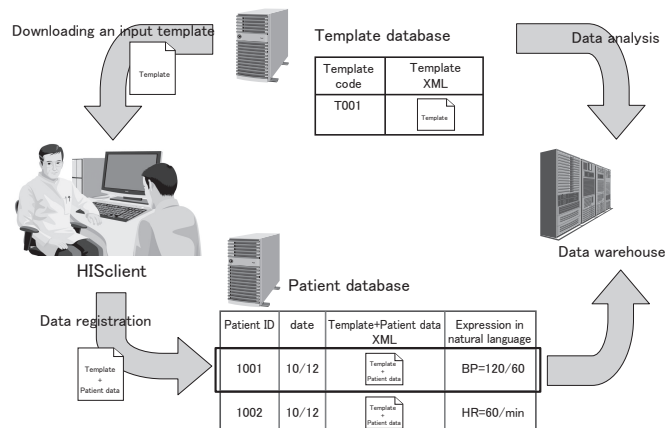 Downloading an input template
Template
Template database
Template code
Template XML
T001
Template
Data analysis
HISclient
Data warehouse
Patient database
Data registration
Template
+
Patient data
Patient ID
date
Template+Patient data
XML
Expression in
natural language
1001
10/12
Template
+
Patient data
BP=120/60
1002
10/12
Template
+
Patient data
HR=60/min